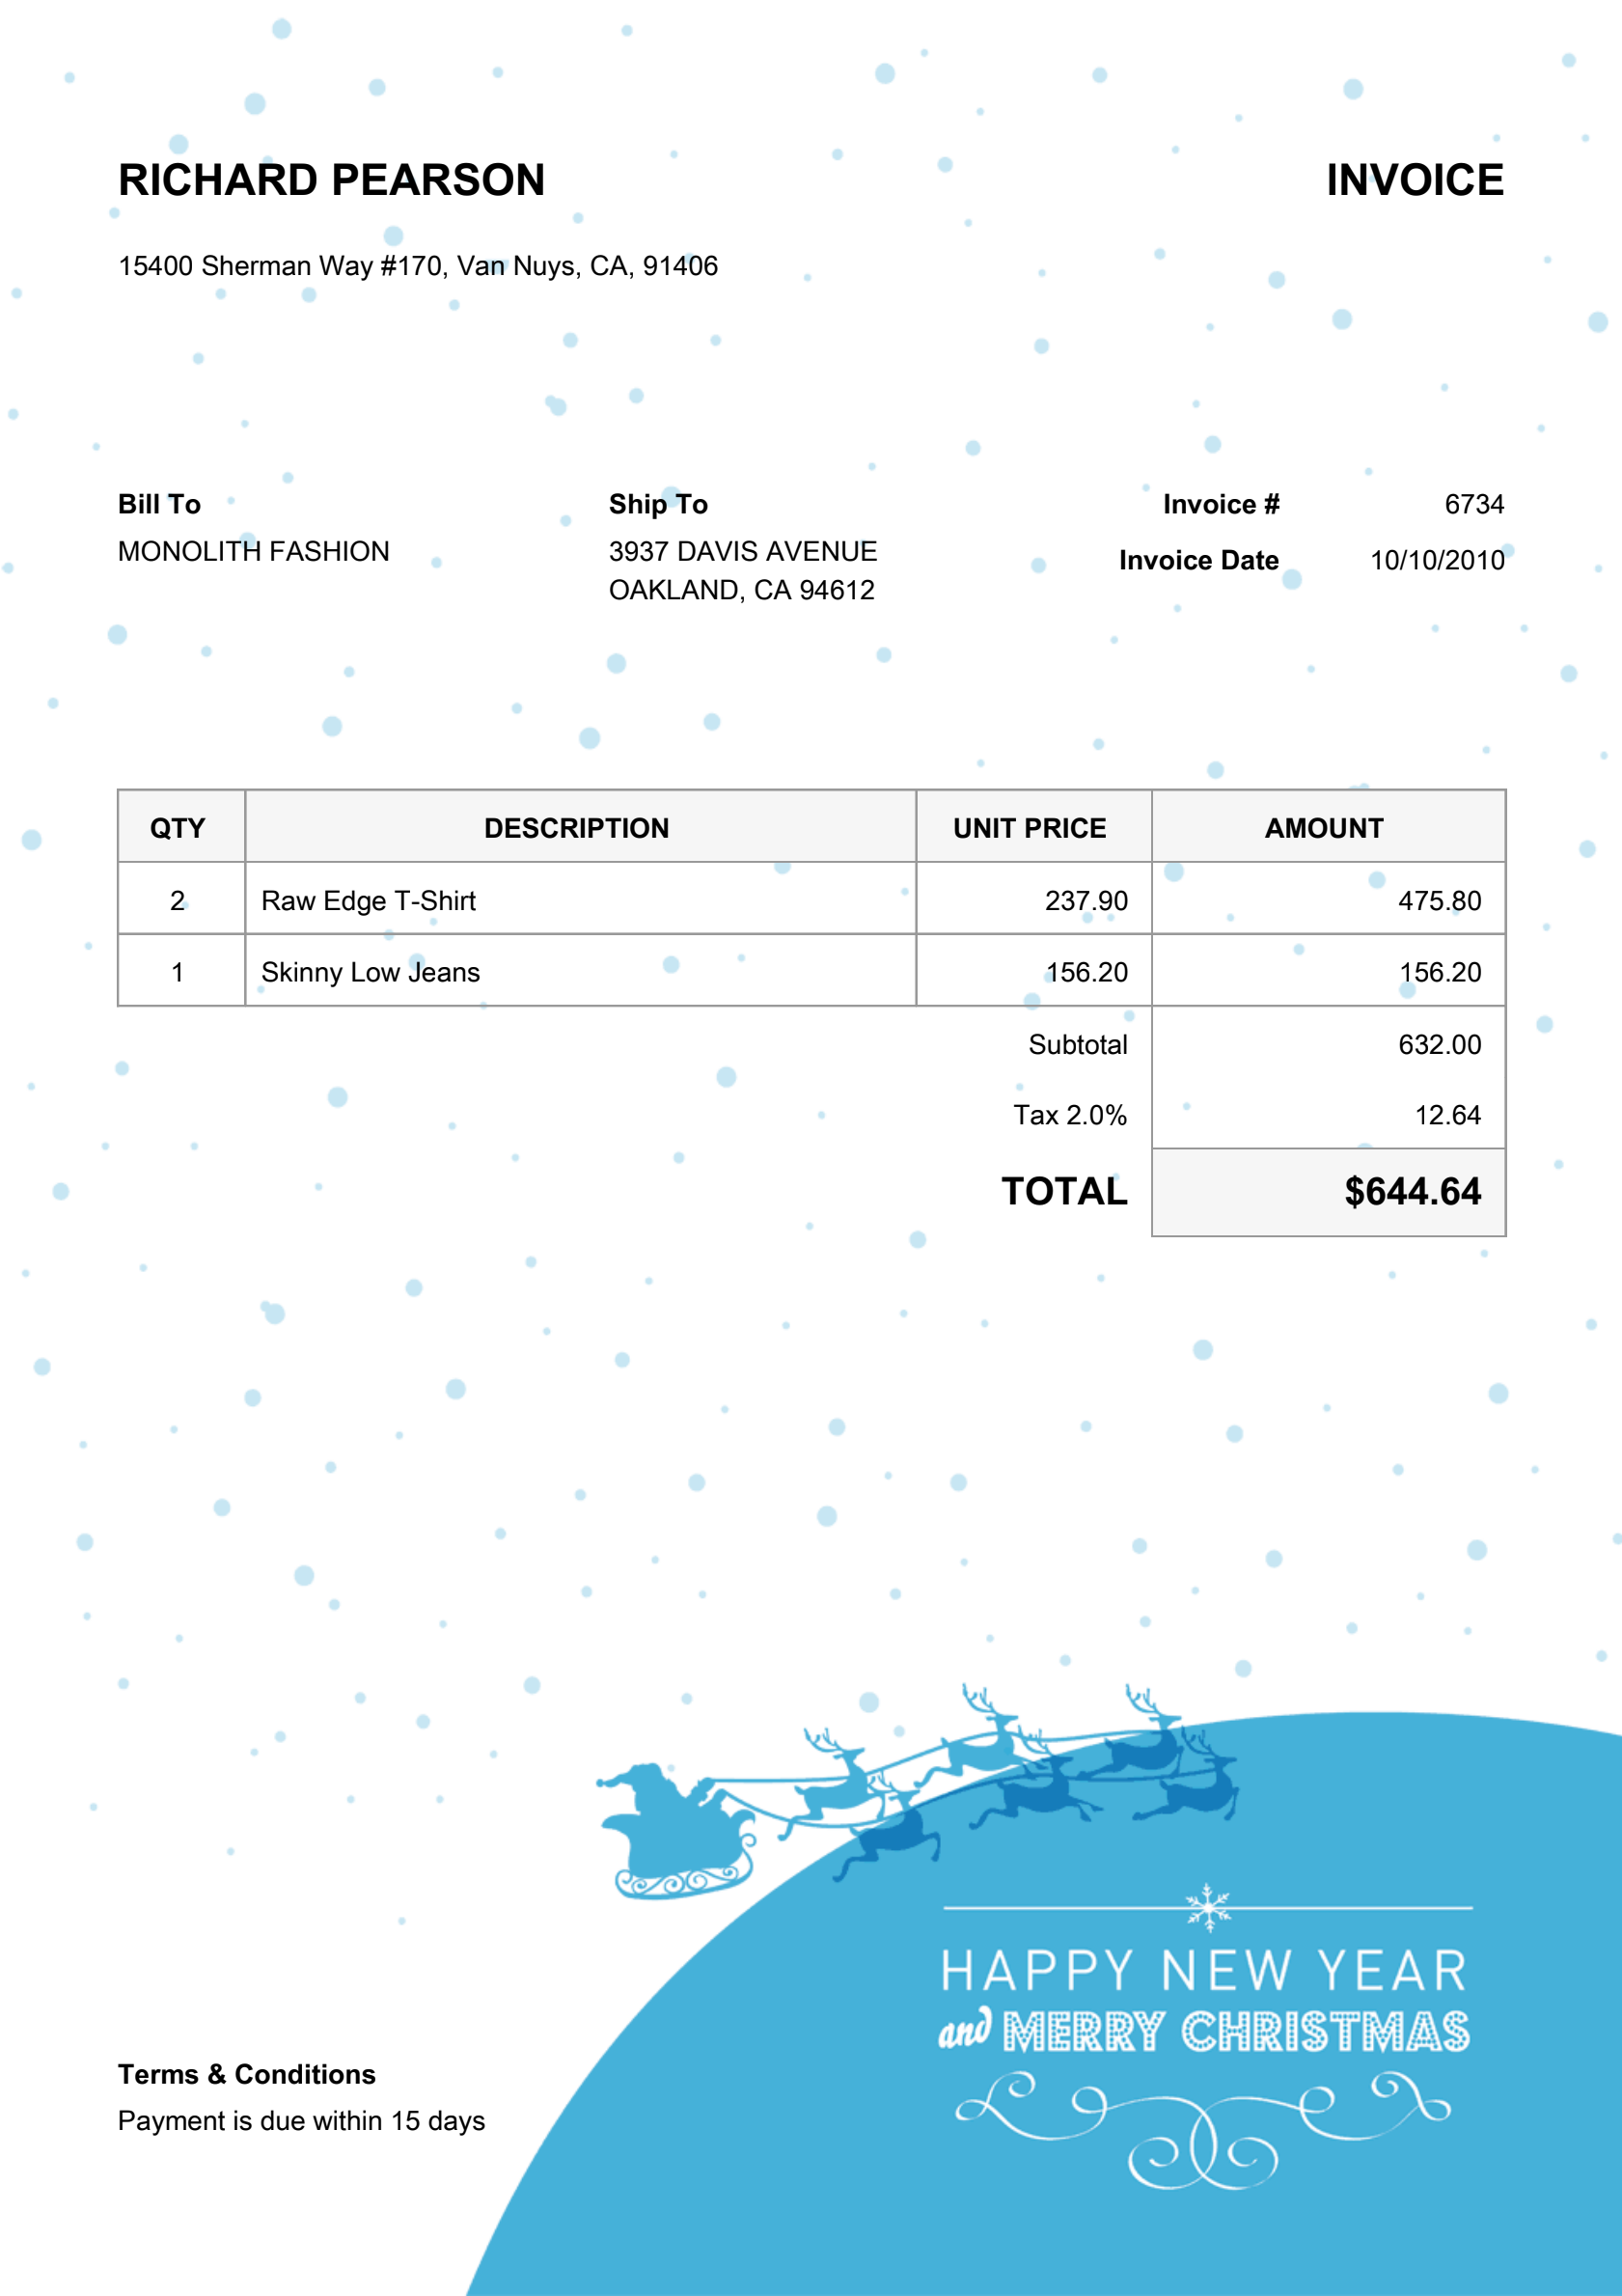 RICHARD PEARSON
INVOICE
15400 Sherman Way #170, Van Nuys, CA, 91406
Bill To
MONOLITH FASHION
Ship To
3937 DAVIS AVENUE
OAKLAND, CA 94612
Invoice # 6734
Invoice Date 10/10/2010
QTY DESCRIPTION UNIT PRICE AMOUNT
2 Raw Edge T-Shirt 237.90 475.80
1 Skinny Low Jeans 156.20 156.20
Subtotal 632.00
Tax 2.0% 12.64
TOTAL $644.64
HAPPY NEW YEAR
and MERRY CHRISTMAS
Terms & Conditions
Payment is due within 15 days